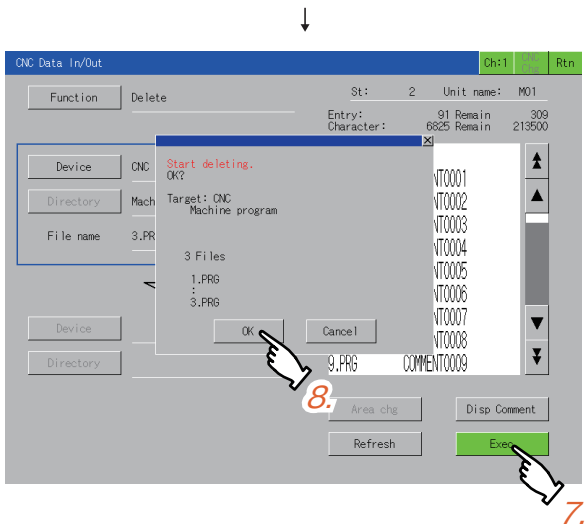 CNC Data In/Out Ch:1 CNC Chg Rtn
Function Delete St: 2 Unit name: M01
Entry: 91 Remain 309
Character: 6825 Remain 213500
Device CNC
Directory Mach
File name 3.PR
Start deleting.
OK?
Target: CNC
Machine program
3 Files
1.PRG
:
3.PRG
OK Cancel
NT0001
NT0002
NT0003
NT0004
NT0005
NT0006
NT0007
NT0008
9.PRG COMMENT0009
Device
Directory
8.
Area chg Disp Comment
Refresh Exec
7.